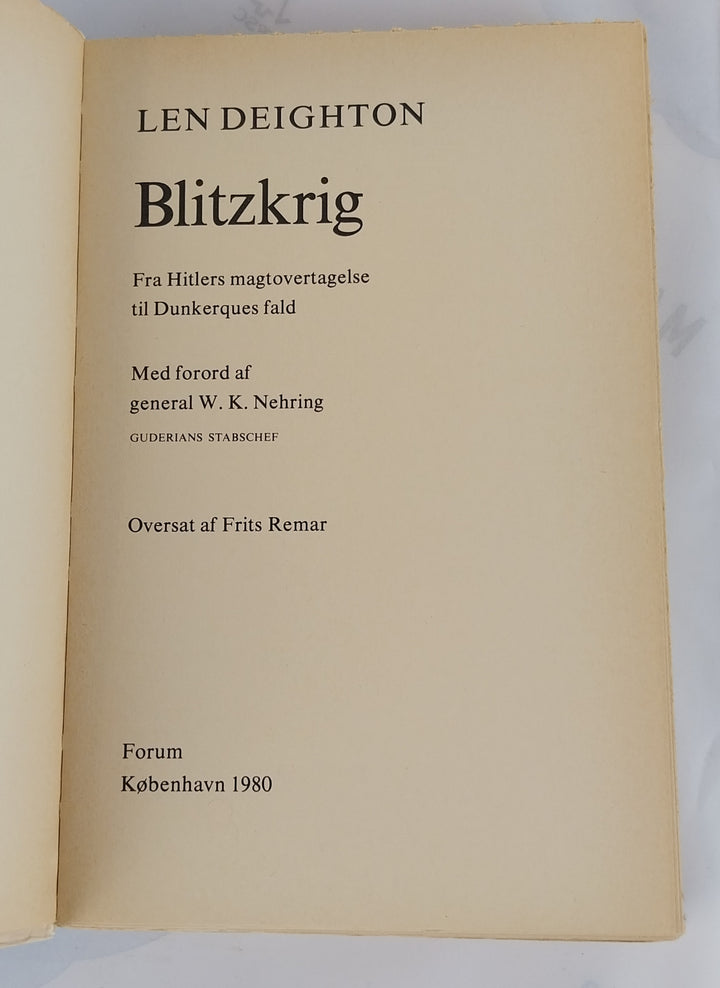 LEN DEIGHTON
Blitzkrig
Fra Hitlers magtovertagelse
til Dunkerques fald
Med forord af
general W. K. Nehring
GUDERIANS STABSCHEF
Oversat af Frits Remar
Forum
København 1980